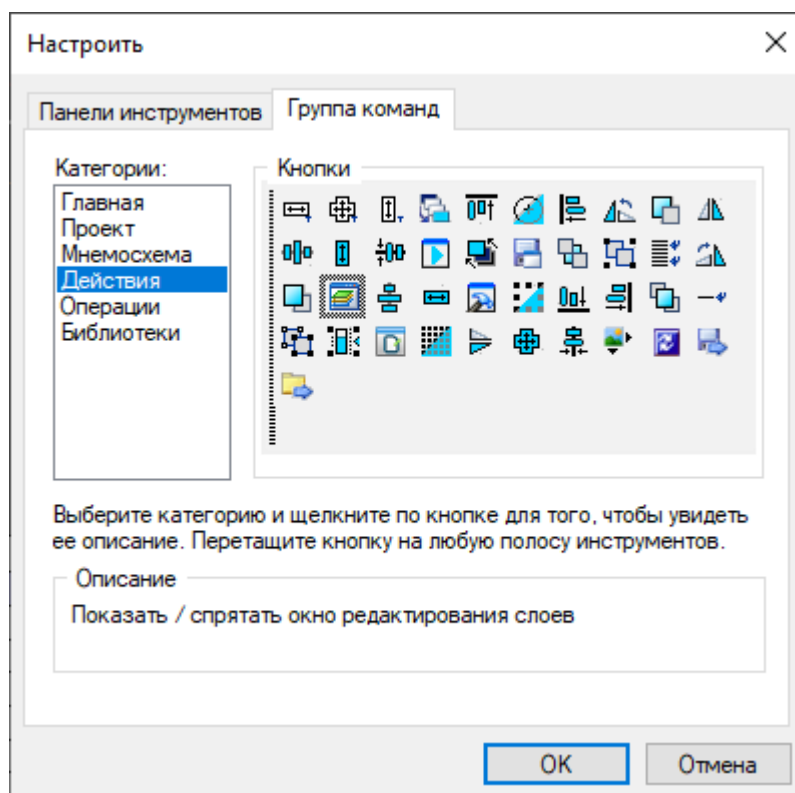 Настроить
Панели инструментов
Группа команд
Категории:
Кнопки
Главная
Проект
Мнемосхема
Действия
Операции
Библиотеки
Выберите категорию и щелкните по кнопке для того, чтобы увидеть
ее описание. Перетащите кнопку на любую полосу инструментов.
Описание
Показать / спрятать окно редактирования слоев
OK
Отмена